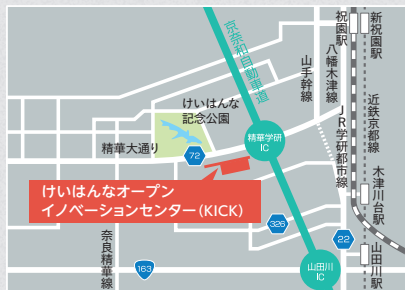 祝園駅
新祝園駅
京奈和自動車道
八幡木津線
山手幹線
けいはんな
記念公園
近鉄京都線
JR学研都市線
精華学研
IC
精華大通り
72
木津川台駅
けいはんなオープン
イノベーションセンター(KICK)
326
22
山田川駅
奈良精華線
163
山田川
IC